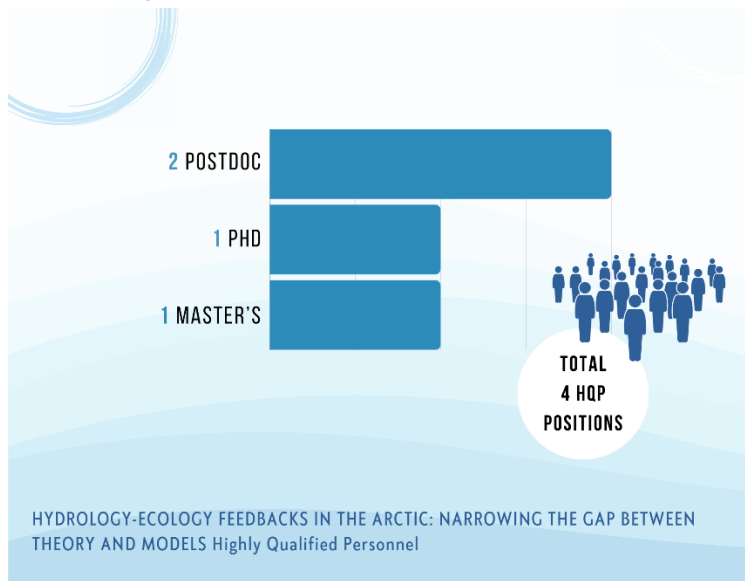 2 POSTDOC
1 PHD
1 MASTER'S
TOTAL
4 HQP
POSITIONS
HYDROLOGY-ECOLOGY FEEDBACKS IN THE ARCTIC: NARROWING THE GAP BETWEEN
THEORY AND MODELS Highly Qualified Personnel